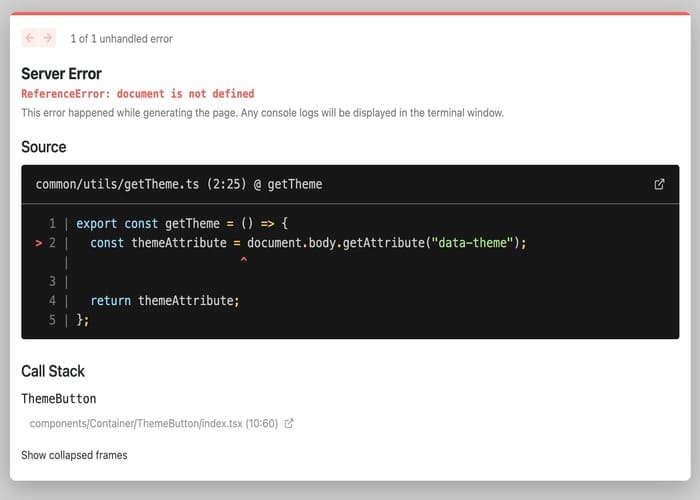 1 of 1 unhandled error
Server Error
ReferenceError: document is not defined
This error happened while generating the page. Any console logs will be displayed in the terminal window.
Source
common/utils/getTheme.ts (2:25) @ getTheme
1 | export const getTheme = () => {
> 2 |   const themeAttribute = document.body.getAttribute("data-theme");
|                         ^
3 |
4 |   return themeAttribute;
5 | };
Call Stack
ThemeButton
components/Container/ThemeButton/index.tsx (10:60)
Show collapsed frames